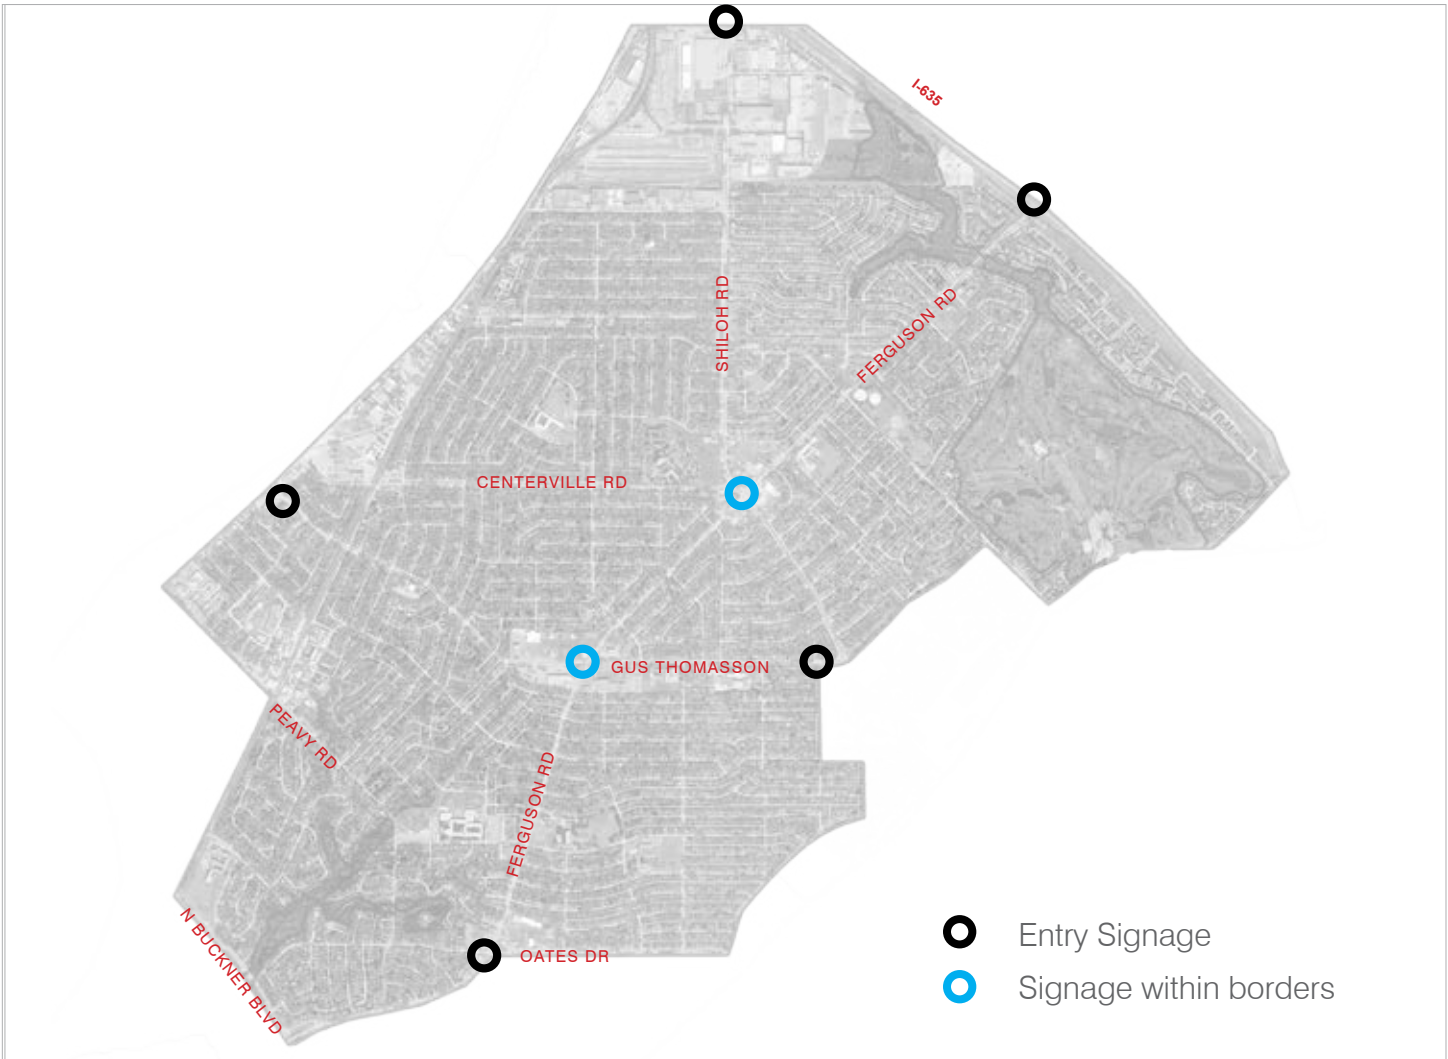 I-635
SHILOH RD
FERGUSON RD
CENTERVILLE RD
GUS THOMASSON
PEAVY RD
FERGUSON RD
N BUCKNER BLVD
OATES DR
Entry Signage
Signage within borders